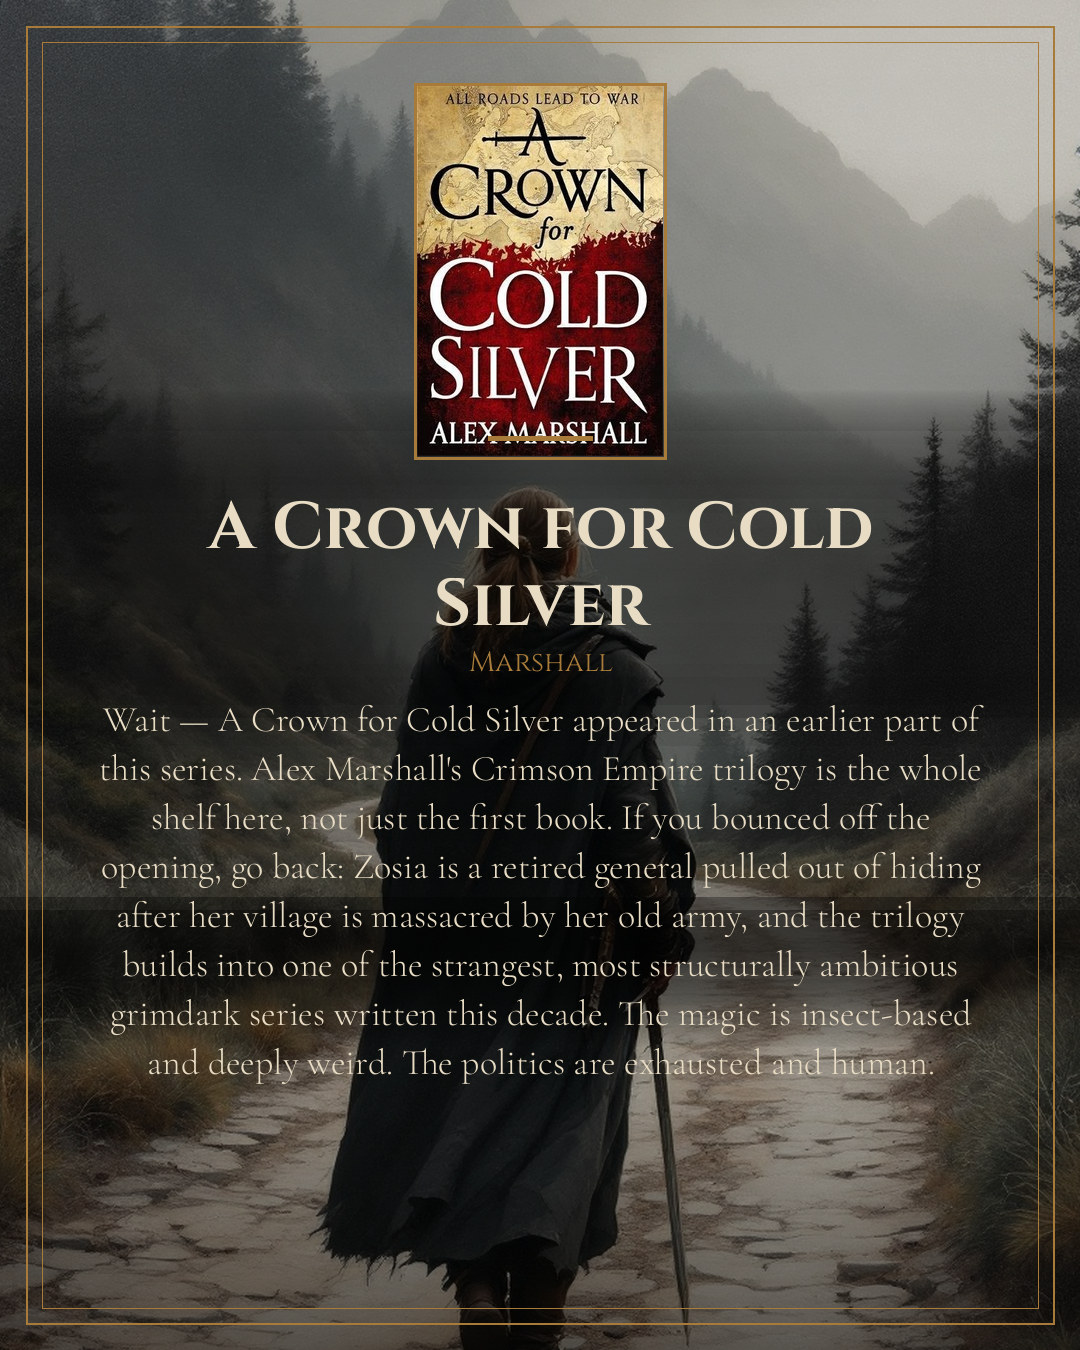 ALL ROADS LEAD TO WAR
A
CROWN
for
COLD
SILVER
ALEX MARSHALL
A Crown for Cold
Silver
Marshall
Wait — A Crown for Cold Silver appeared in an earlier part of
this series. Alex Marshall's Crimson Empire trilogy is the whole
shelf here, not just the first book. If you bounced off the
opening, go back: Zosia is a retired general pulled out of hiding
after her village is massacred by her old army, and the trilogy
builds into one of the strangest, most structurally ambitious
grimdark series written this decade. The magic is insect-based
and deeply weird. The politics are exhausted and human.